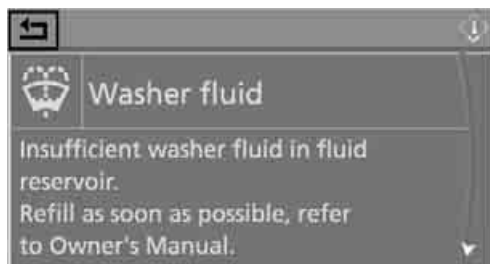 Washer fluid
Insufficient washer fluid in fluid
reservoir.
Refill as soon as possible, refer
to Owner's Manual.